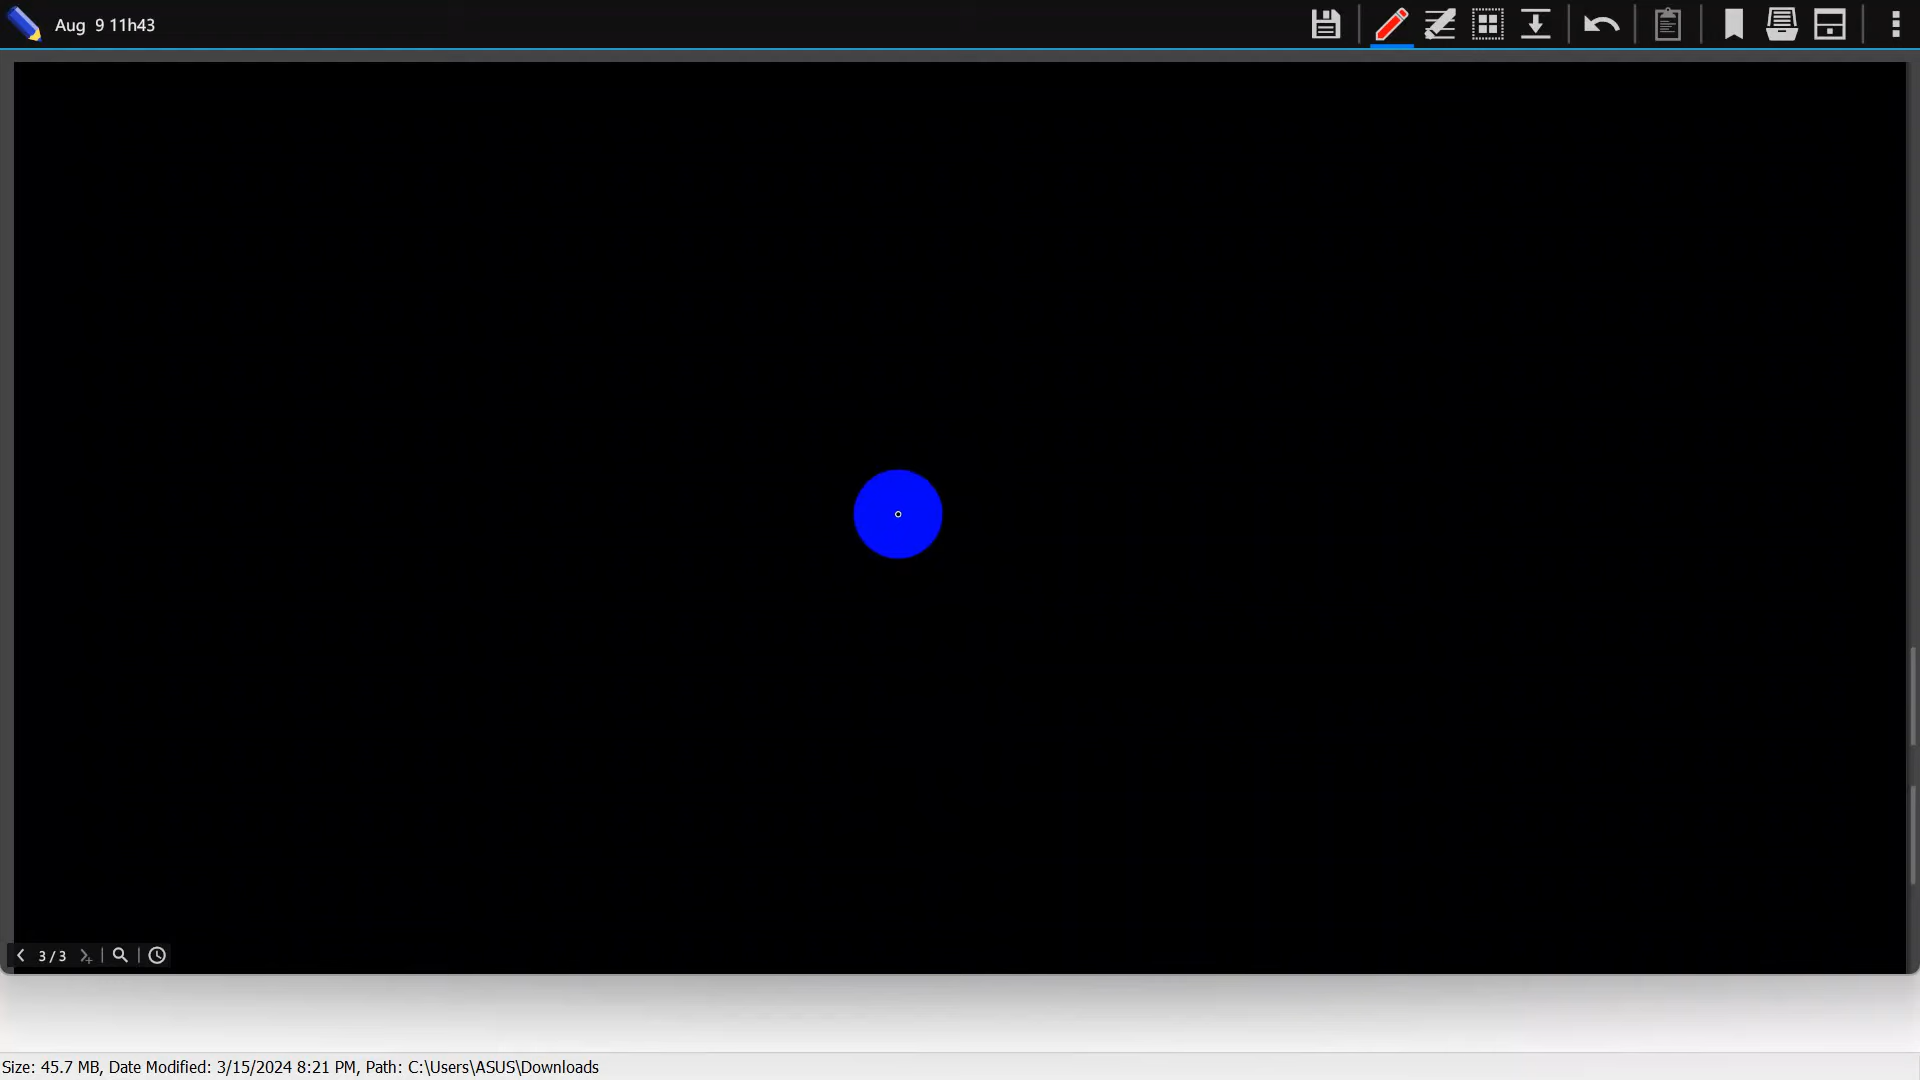 Aug 9 11h43
3 / 3
Size: 45.7 MB, Date Modified: 3/15/2024 8:21 PM, Path: C:\Users\ASUS\Downloads